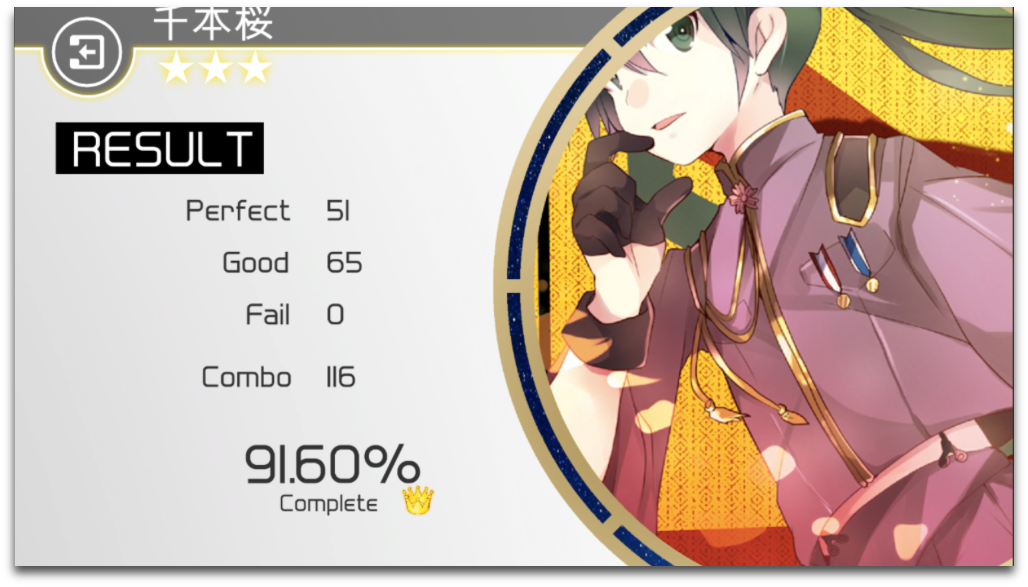 千本桜
RESULT
Perfect 51
Good 65
Fail 0
Combo 116
91.60%
Complete